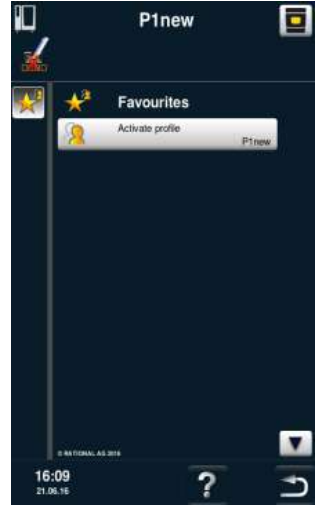 P1new
Favourites
Activate profile
P1new
© RATIONAL AG 2016
16:09
21.06.16
?